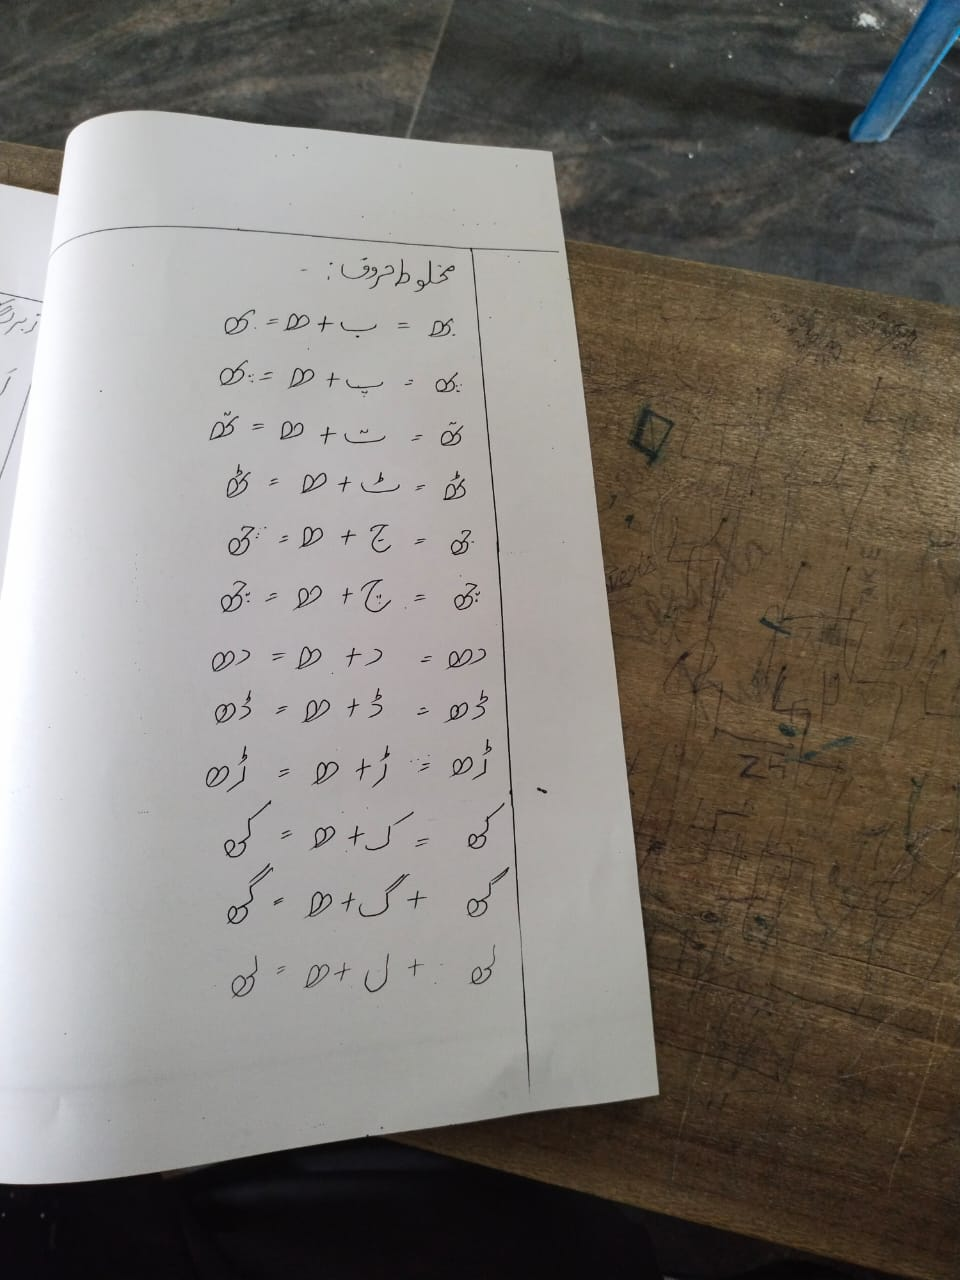 مخلوط حروف :-
بھ = ب + ھ = بھ
پھ = پ + ھ = پھ
تھ = ت + ھ = تھ
ٹھ = ٹ + ھ = ٹھ
جھ = ج + ھ = جھ
چھ = چ + ھ = چھ
دھ = د + ھ = دھ
ڈھ = ڈ + ھ = ڈھ
ڑھ = ڑ + ھ = ڑھ
کھ = ک + ھ = کھ
گھ + گ + ھ = گھ
لھ + ل + ھ = لھ